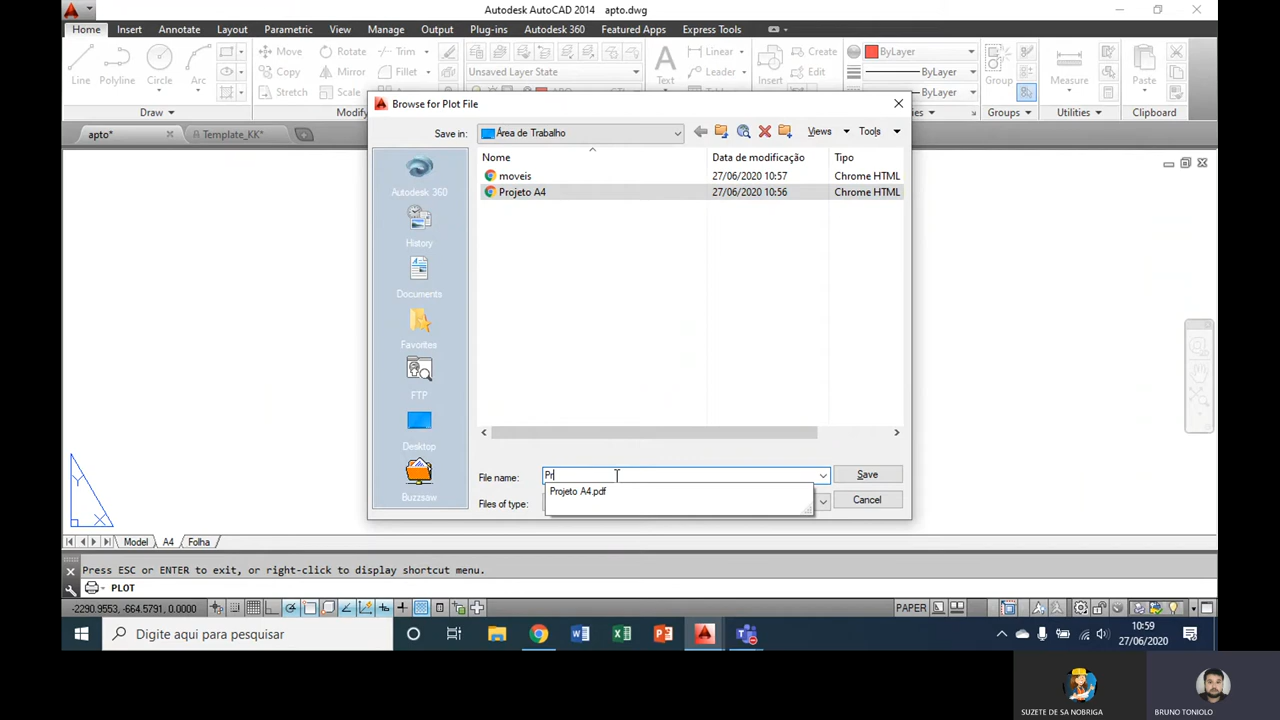 Autodesk AutoCAD 2014 apto.dwg
Home Insert Annotate Layout Parametric View Manage Output Plug-ins Autodesk 360 Featured Apps Express Tools
Line Polyline Circle Arc
Move Rotate Trim
Copy Mirror Fillet
Stretch Scale
Unsaved Layer State
Text
Linear
Leader
Insert
Create
Edit
ByLayer
ByLayer
ByLayer
Group
Measure
Paste
Draw Modify Properties Groups Utilities Clipboard
apto* Template_KK*
Browse for Plot File
Save in: Área de Trabalho Views Tools
Nome Data de modificação Tipo
moveis 27/06/2020 10:57 Chrome HTML
Projeto A4 27/06/2020 10:56 Chrome HTML
Autodesk 360
History
Documents
Favorites
FTP
Desktop
Buzzsaw
File name: Pr Save
Projeto A4.pdf
Files of type: Cancel
Y
X
Model A4 Folha
Press ESC or ENTER to exit, or right-click to display shortcut menu.
PLOT
-2290.9553, -664.5791, 0.0000 PAPER
Digite aqui para pesquisar
10:59
27/06/2020
SUZETE DE SA NOBRIGA BRUNO TONIOLO